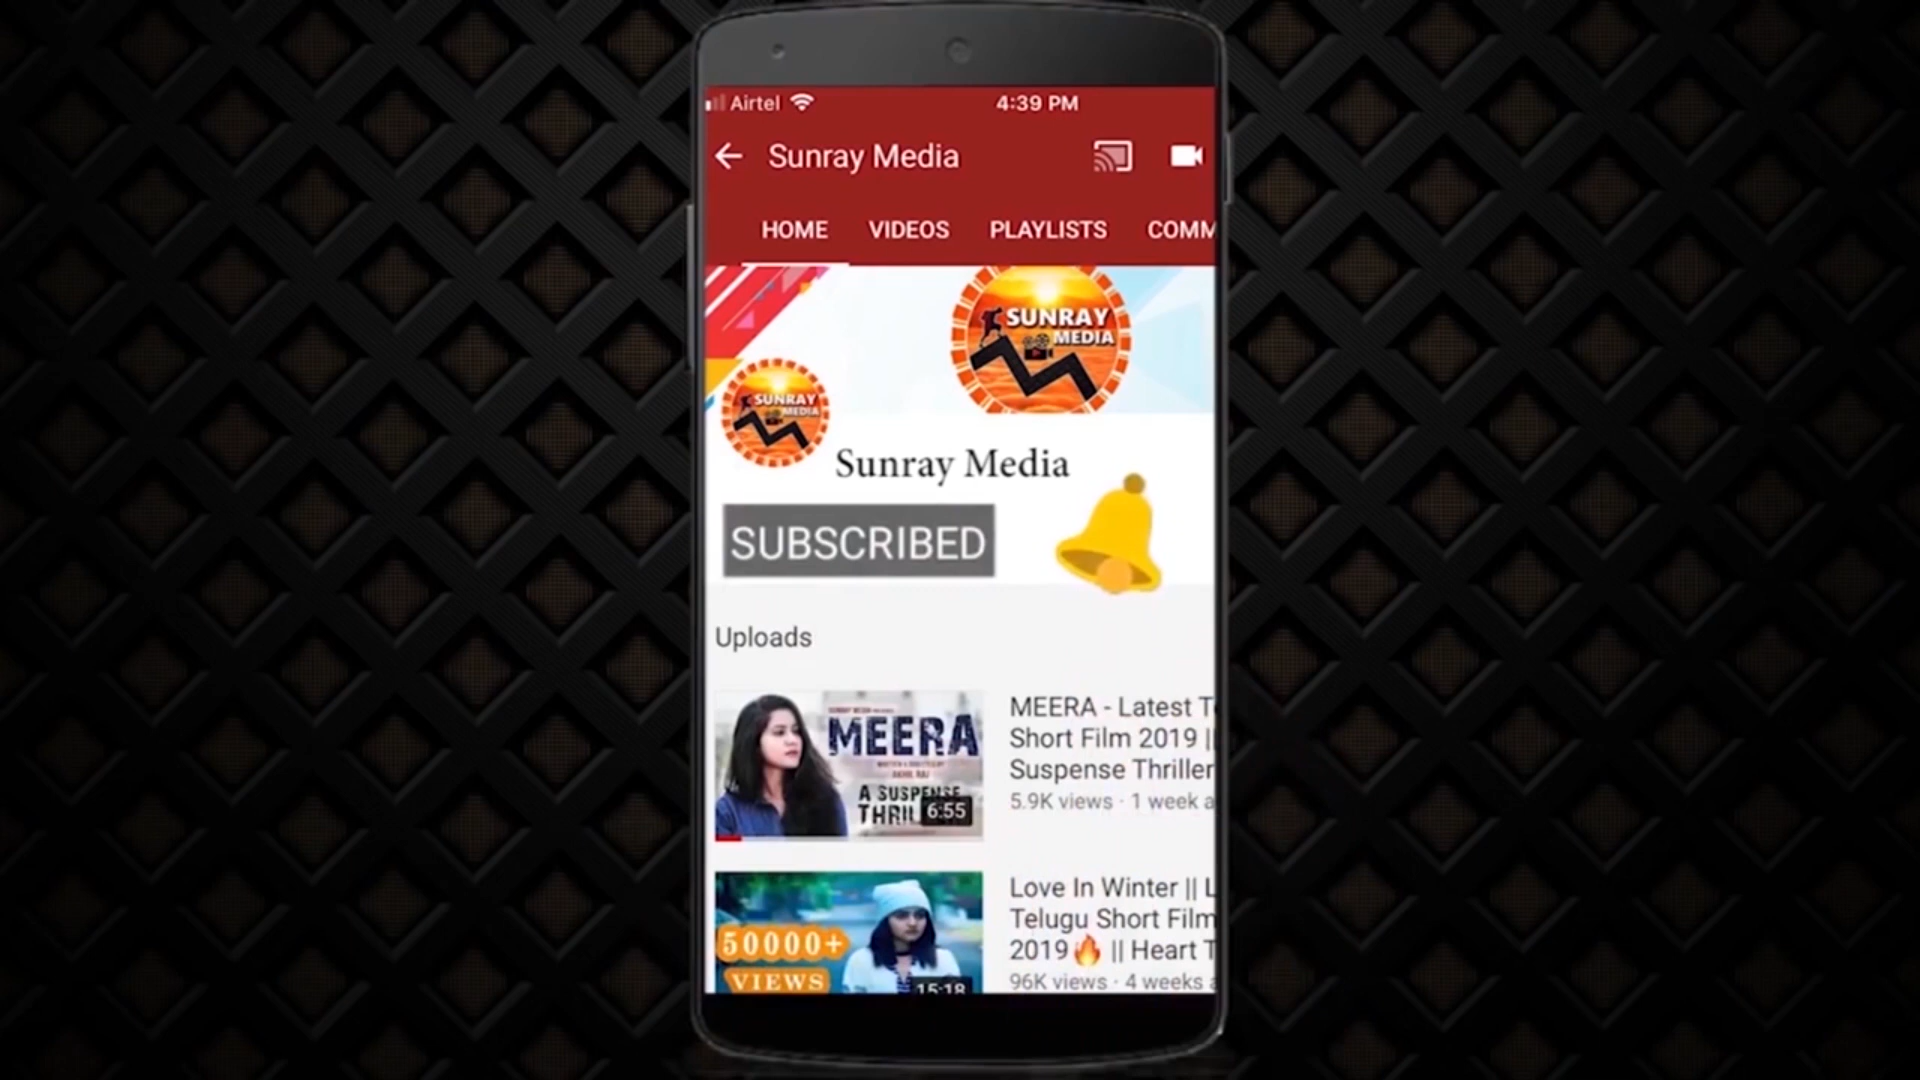 Airtel
4:39 PM
Sunray Media
HOME VIDEOS PLAYLISTS COMM
SUNRAY
MEDIA
SUNRAY
MEDIA
Sunray Media
SUBSCRIBED
Uploads
MEERA
A SUSPENSE
THRIL
6:55
MEERA - Latest T
Short Film 2019 ||
Suspense Thriller
5.9K views · 1 week a
50000+
VIEWS
15:18
Love In Winter || L
Telugu Short Film
2019🔥 || Heart T
96K views · 4 weeks a